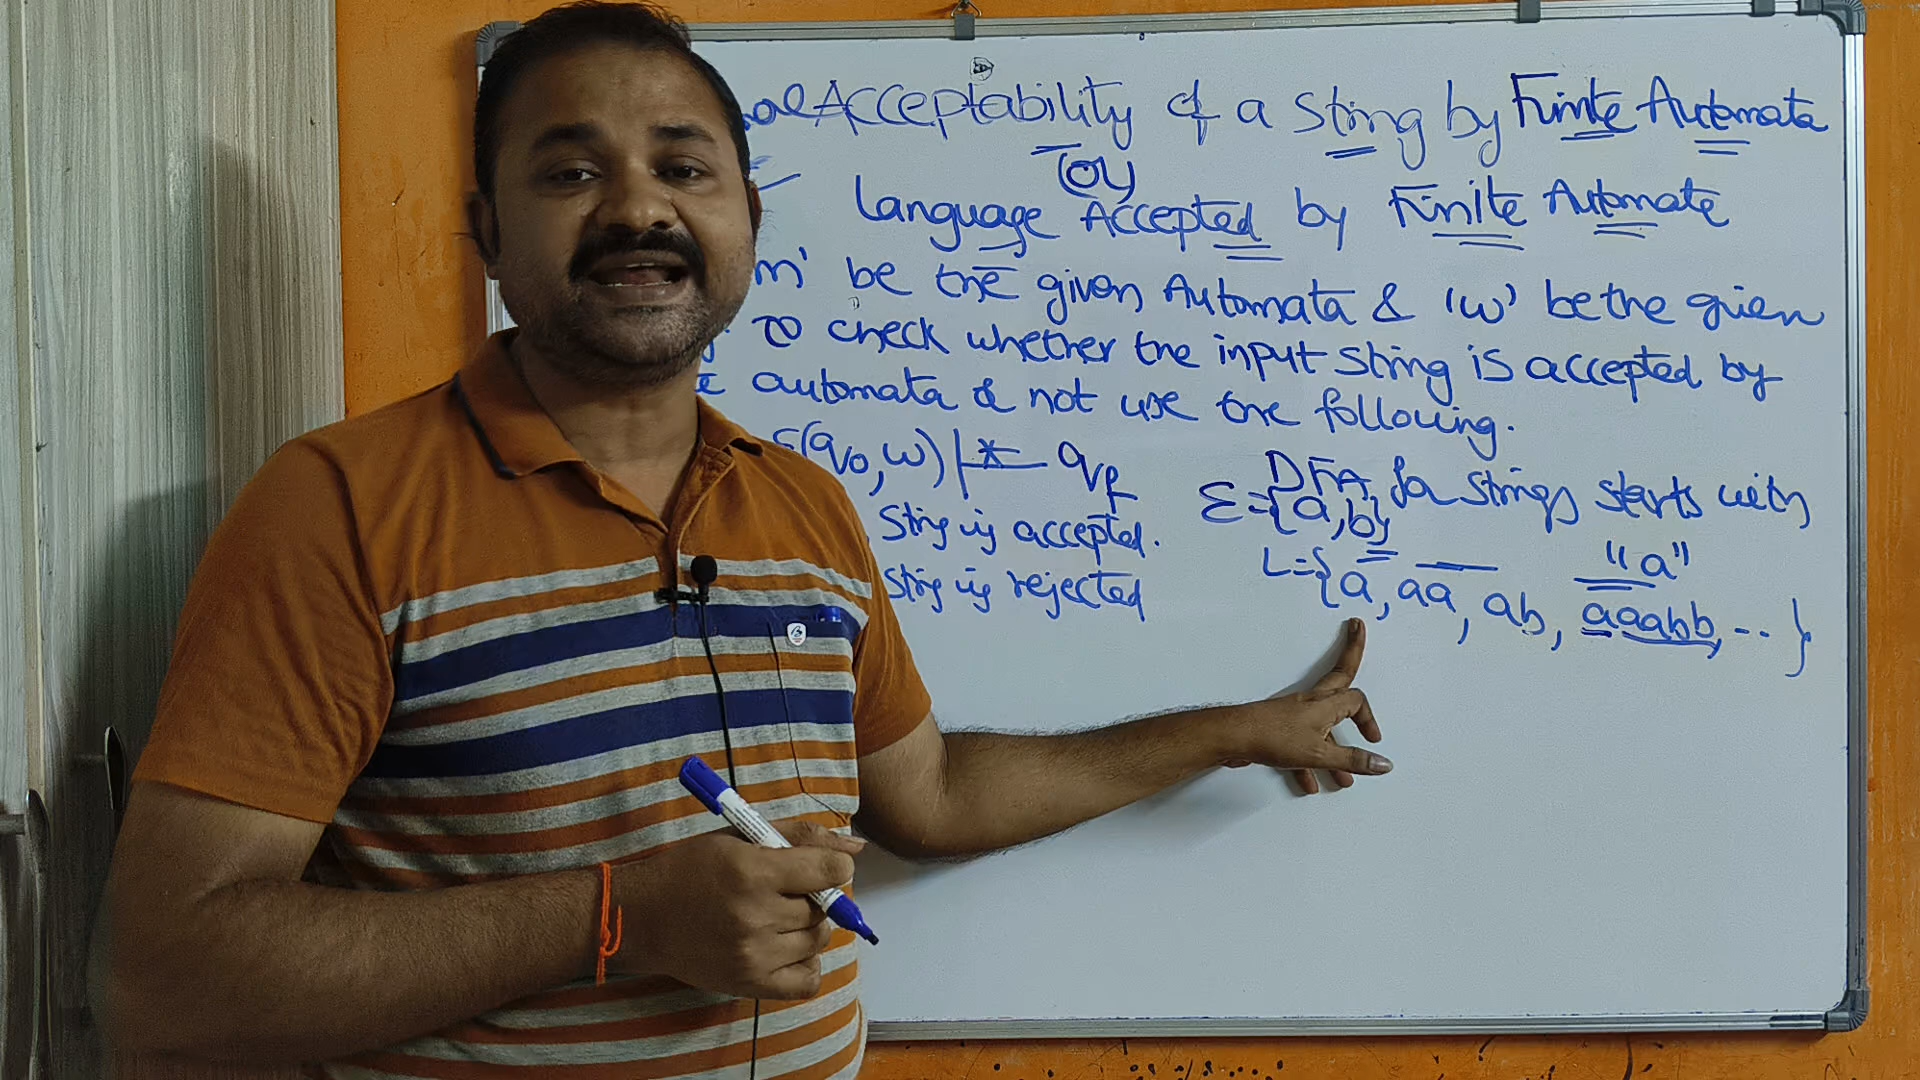 Acceptability of a String by Finite Automata
(or)
Language Accepted by Finite Automata
'm' be the given Automata & 'w' be the given
To check whether the input string is accepted by
automata or not use the following.
δ(q0, w) |* qf
String is accepted.
String is rejected
DFA for strings starts with
"a"
Σ={a,b}
L={a, aa, ab, aaabb, -- }